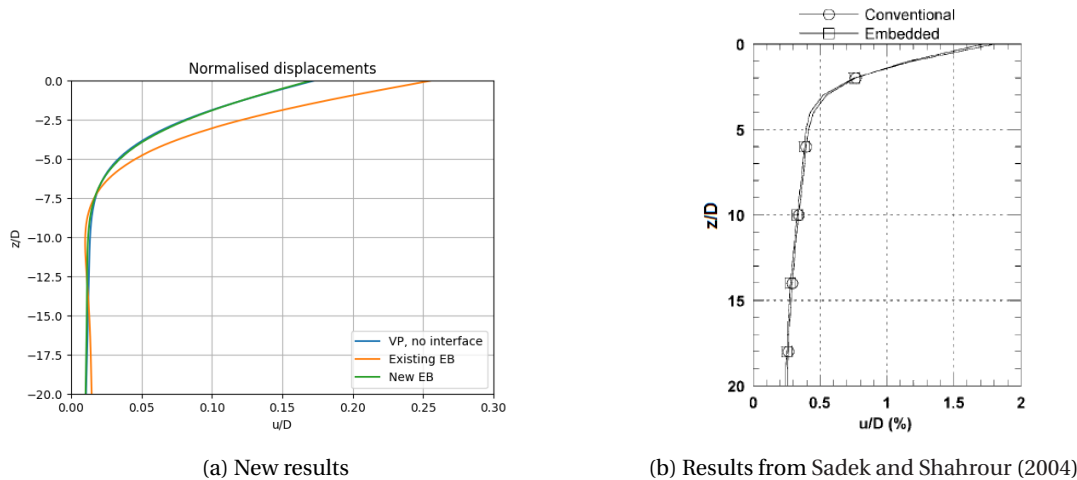 Normalised displacements
0.0
−2.5
−5.0
−7.5
−10.0
−12.5
−15.0
−17.5
−20.0
z/D
0.00 0.05 0.10 0.15 0.20 0.25 0.30
u/D
VP, no interface
Existing EB
New EB
(a) New results
Conventional
Embedded
0
5
10
15
20
z/D
0 0.5 1 1.5 2
u/D (%)
(b) Results from Sadek and Shahrour (2004)